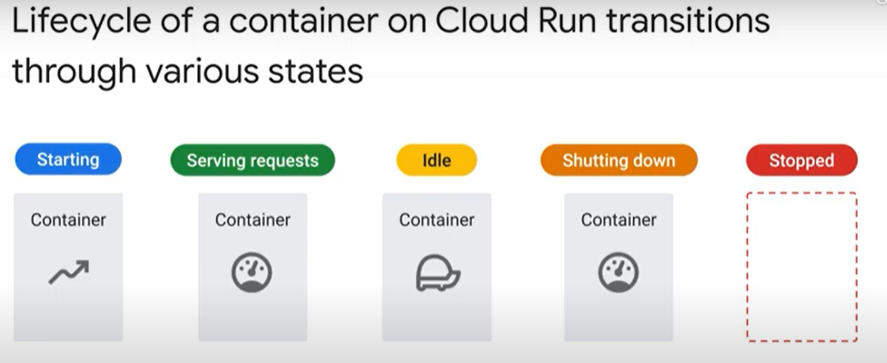 Lifecycle of a container on Cloud Run transitions
through various states
Starting
Serving requests
Idle
Shutting down
Stopped
Container
Container
Container
Container